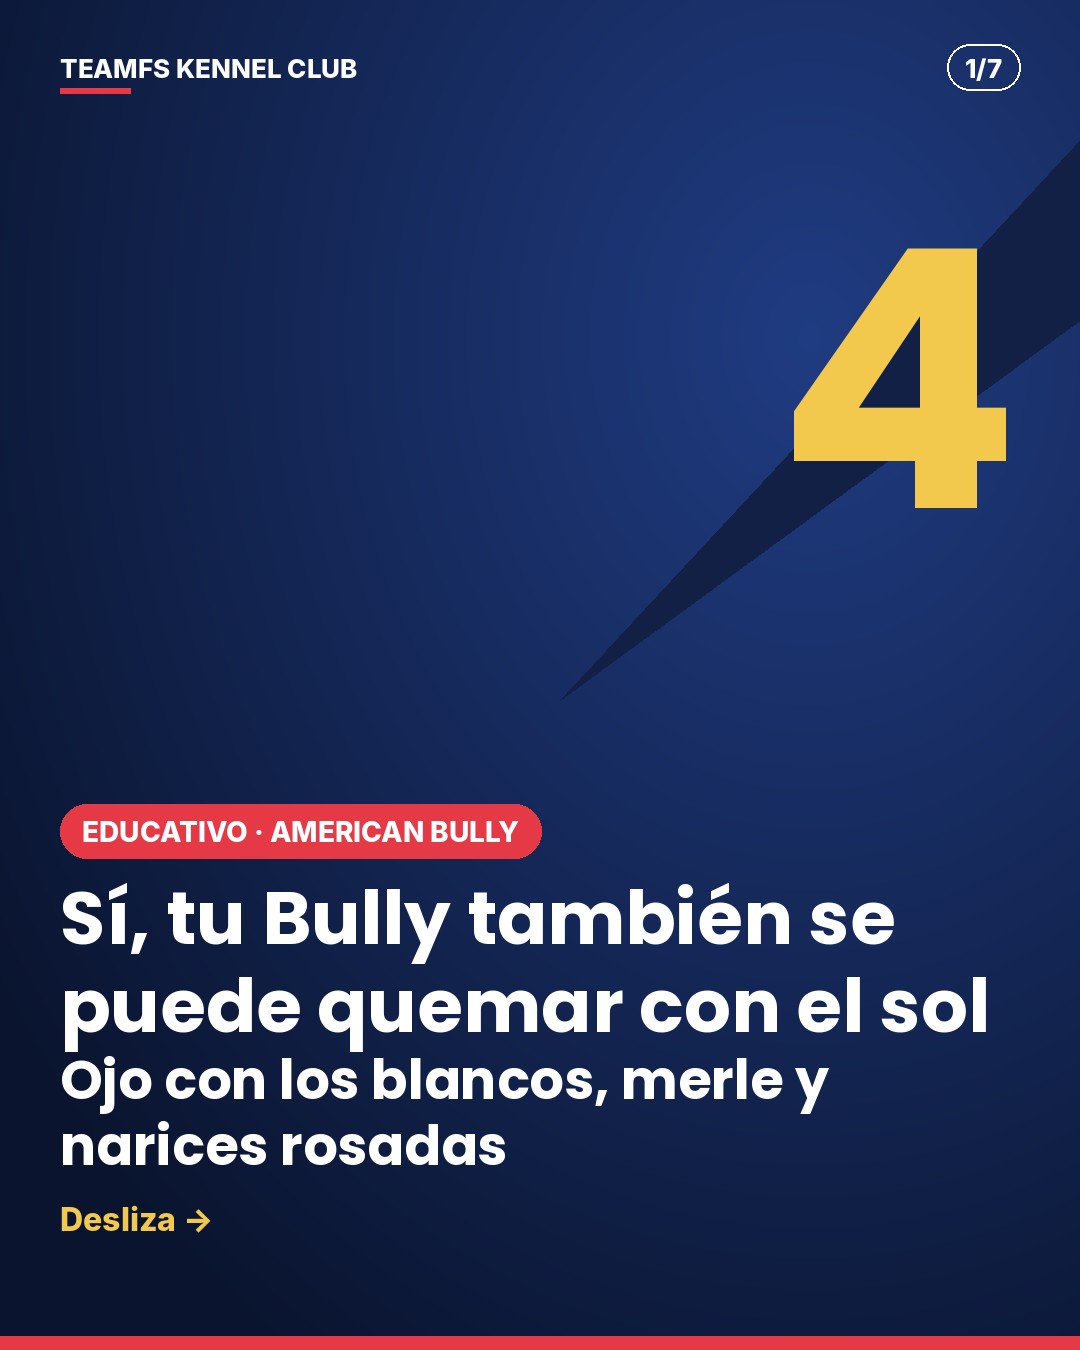 TEAMFS KENNEL CLUB
1/7
4
EDUCATIVO · AMERICAN BULLY
Sí, tu Bully también se
puede quemar con el sol
Ojo con los blancos, merle y
narices rosadas
Desliza →